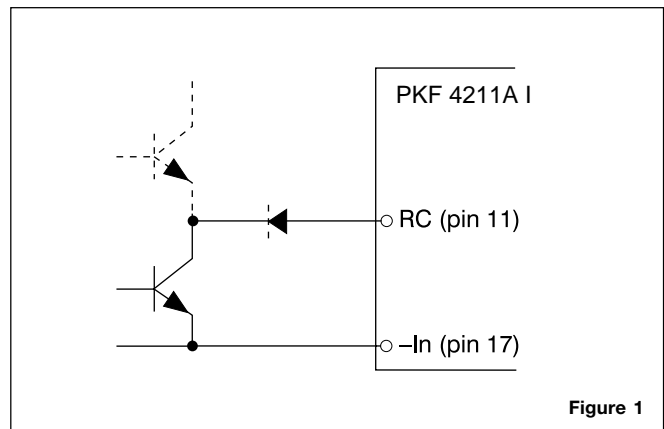 PKF 4211A I
RC (pin 11)
–In (pin 17)
Figure 1